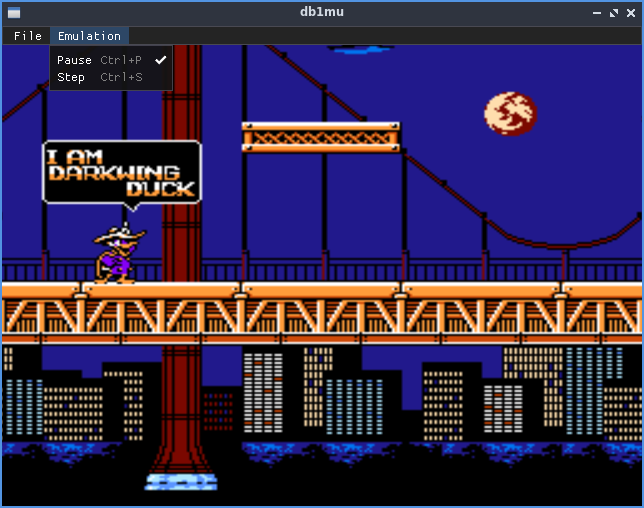 db1mu
File Emulation
Pause Ctrl+P
Step Ctrl+S
I AM
DARKWING
DUCK